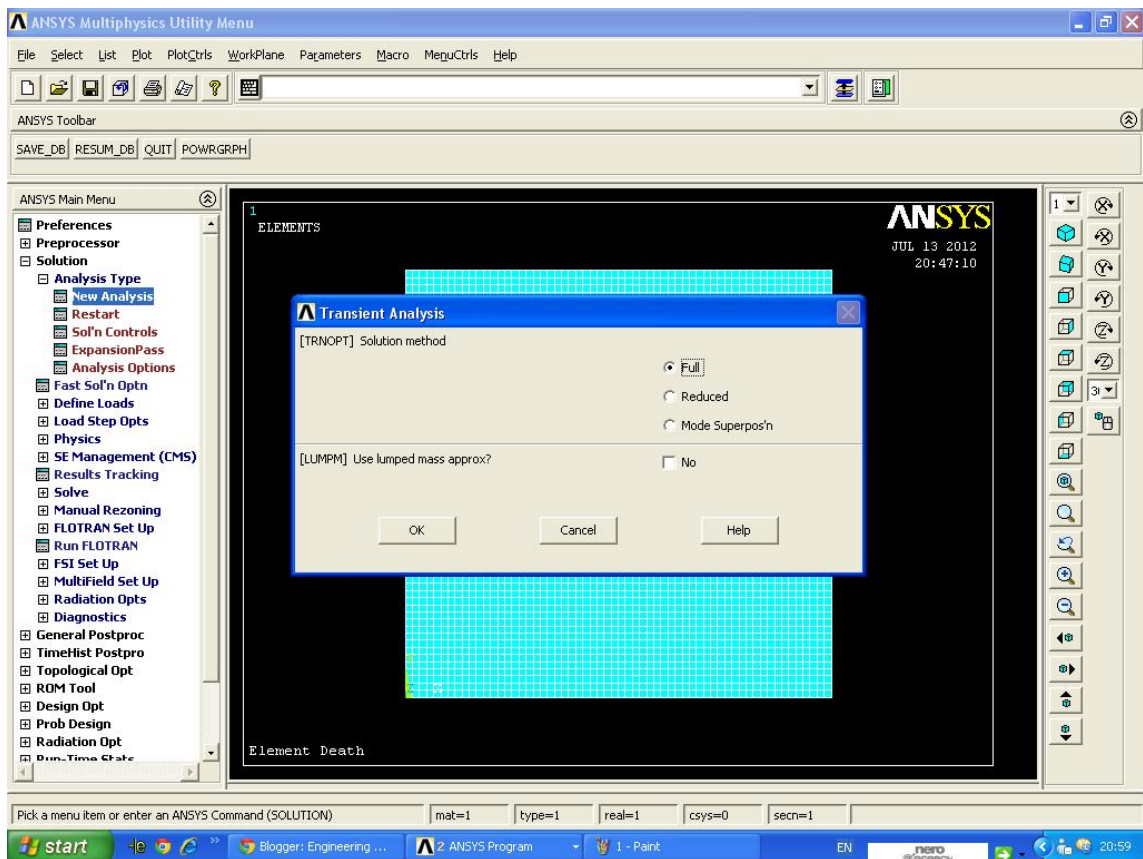 ANSYS Multiphysics Utility Menu
File Select List Plot PlotCtrls WorkPlane Parameters Macro MenuCtrls Help
ANSYS Toolbar
SAVE_DB RESUM_DB QUIT POWRGRPH
ANSYS Main Menu
Preferences
Preprocessor
Solution
Analysis Type
New Analysis
Restart
Sol'n Controls
ExpansionPass
Analysis Options
Fast Sol'n Optn
Define Loads
Load Step Opts
Physics
SE Management (CMS)
Results Tracking
Solve
Manual Rezoning
FLOTRAN Set Up
Run FLOTRAN
FSI Set Up
MultiField Set Up
Radiation Opts
Diagnostics
General Postproc
TimeHist Postpro
Topological Opt
ROM Tool
Design Opt
Prob Design
Radiation Opt
Run-Time Stats
1
ELEMENTS
ANSYS
JUL 13 2012
20:47:10
Transient Analysis
[TRNOPT] Solution method
Full
Reduced
Mode Superpos'n
[LUMPM] Use lumped mass approx?
No
OK Cancel Help
Y
Z X
Element Death
1
X
X
Y
Y
Z
Z
Pick a menu item or enter an ANSYS Command (SOLUTION) mat=1 type=1 real=1 csys=0 secn=1
start Blogger: Engineering ... 2 ANSYS Program 1 - Paint EN nero 20:59